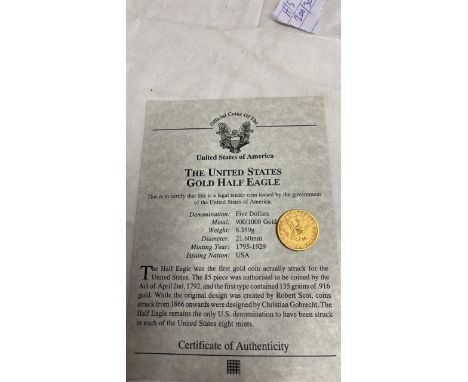 Official Coins Of The
United States of America
THE UNITED STATES
GOLD HALF EAGLE
This is to certify that this is a legal tender coin issued by the government
of the United States of America.
Denomination: Five Dollars
Metal: 900/1000 Gold
Weight: 8.359g
Diameter: 21.60mm
Minting Year: 1795-1929
Issuing Nation: USA
The Half Eagle was the first gold coin actually struck for the
United States. The $5 piece was authorised to be coined by the
Act of April 2nd, 1792, and the first type contained 135 grains of .916
gold. While the original design was created by Robert Scot, coins
struck from 1866 onwards were designed by Christian Gobrecht. The
Half Eagle remains the only U.S. denomination to have been struck
in each of the United States eight mints.
Certificate of Authenticity